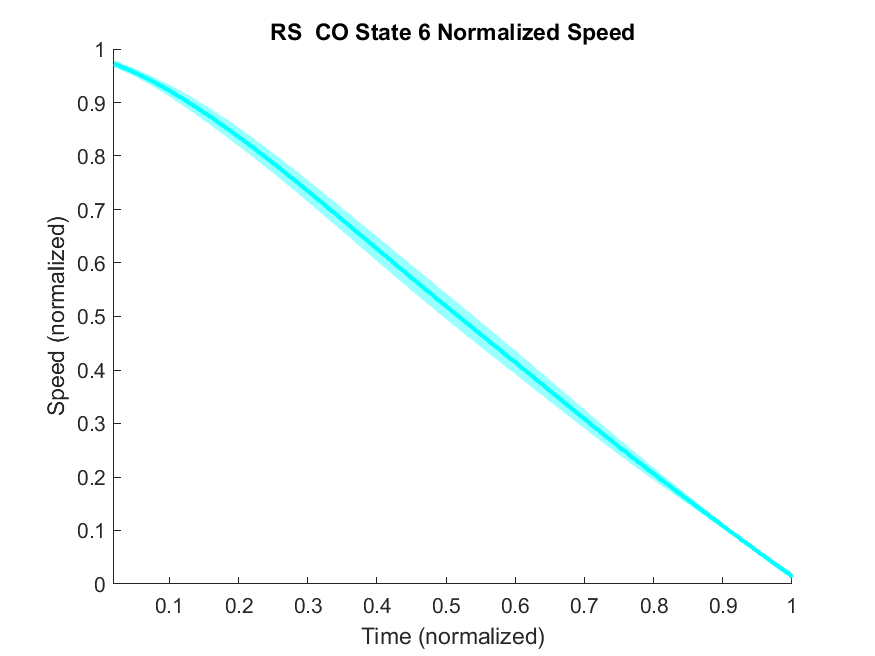 RS  CO State 6 Normalized Speed
1
0.9
0.8
0.7
0.6
0.5
0.4
0.3
0.2
0.1
0
Speed (normalized)
0.1 0.2 0.3 0.4 0.5 0.6 0.7 0.8 0.9 1
Time (normalized)